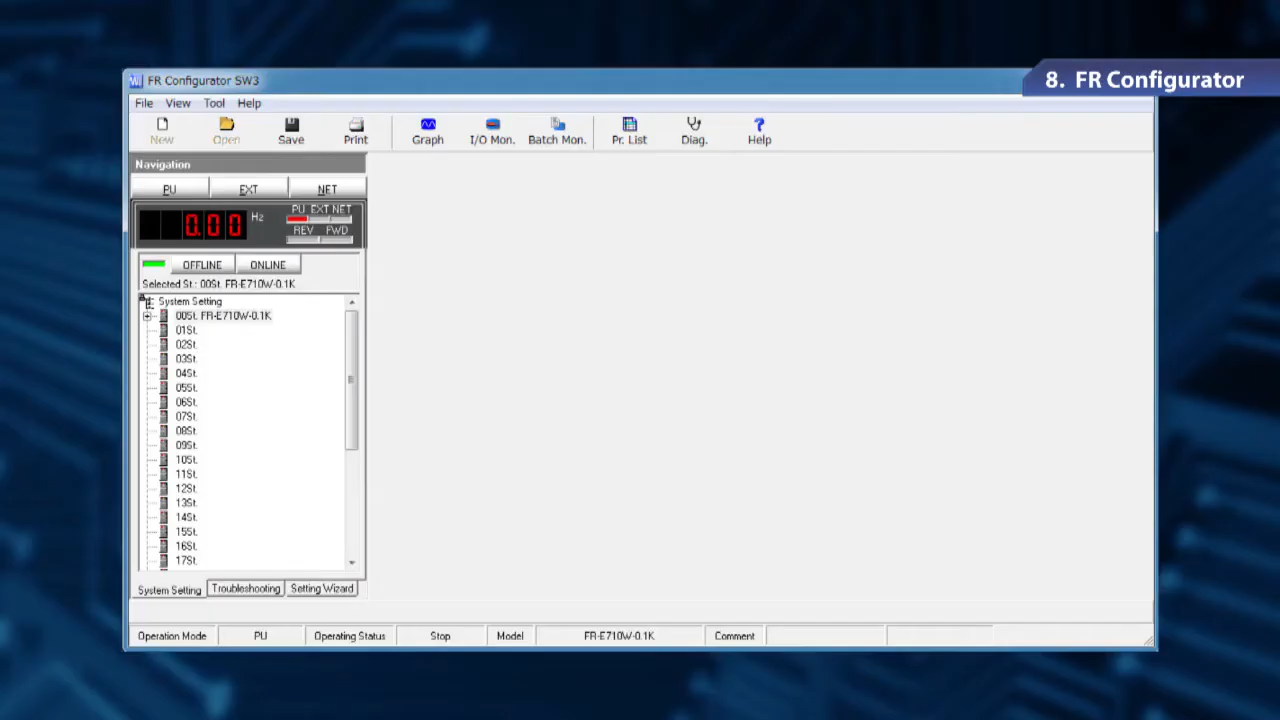 8. FR Configurator
FR Configurator SW3
File View Tool Help
New Open Save Print Graph I/O Mon. Batch Mon. Pr. List Diag. Help
Navigation
PU EXT NET
0.00 Hz PU EXT NET
REV FWD
OFFLINE ONLINE
Selected St.: 00St. FR-E710W-0.1K
System Setting
00St. FR-E710W-0.1K
01St.
02St.
03St.
04St.
05St.
06St.
07St.
08St.
09St.
10St.
11St.
12St.
13St.
14St.
15St.
16St.
17St.
System Setting Troubleshooting Setting Wizard
Operation Mode PU Operating Status Stop Model FR-E710W-0.1K Comment